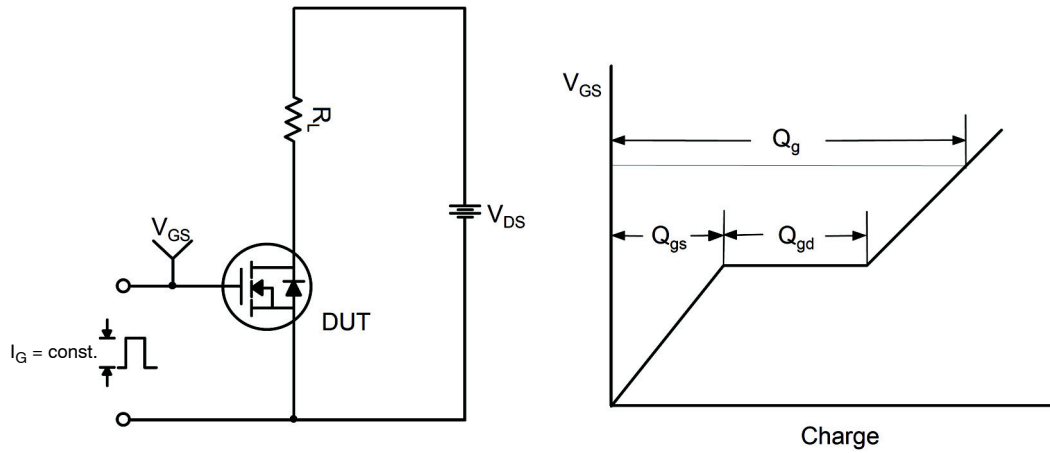 R_L
V_DS
V_GS
DUT
I_G = const.
V_GS
Q_g
Q_gs
Q_gd
Charge